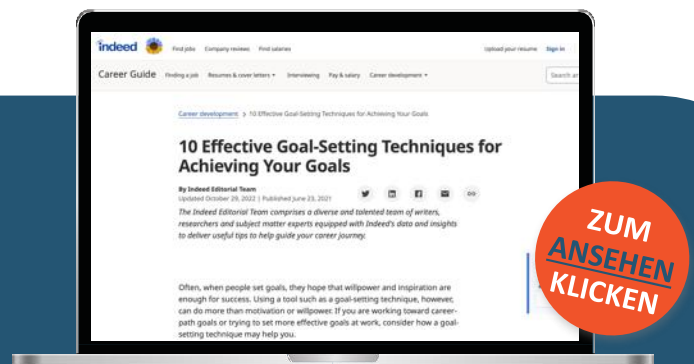 indeed Find jobs Company reviews Find salaries Upload your resume Sign in
Career Guide Finding a job Resumes & cover letters Interviewing Pay & salary Career development Search ar
Career development > 10 Effective Goal-Setting Techniques for Achieving Your Goals
10 Effective Goal-Setting Techniques for
Achieving Your Goals
By Indeed Editorial Team
Updated October 29, 2022 | Published June 23, 2021
The Indeed Editorial Team comprises a diverse and talented team of writers,
researchers and subject matter experts equipped with Indeed's data and insights
to deliver useful tips to help guide your career journey.
Often, when people set goals, they hope that willpower and inspiration are
enough for success. Using a tool such as a goal-setting technique, however,
can do more than motivation or willpower. If you are working toward career-
path goals or trying to set more effective goals at work, consider how a goal-
setting technique may help you.
ZUM
ANSEHEN
KLICKEN